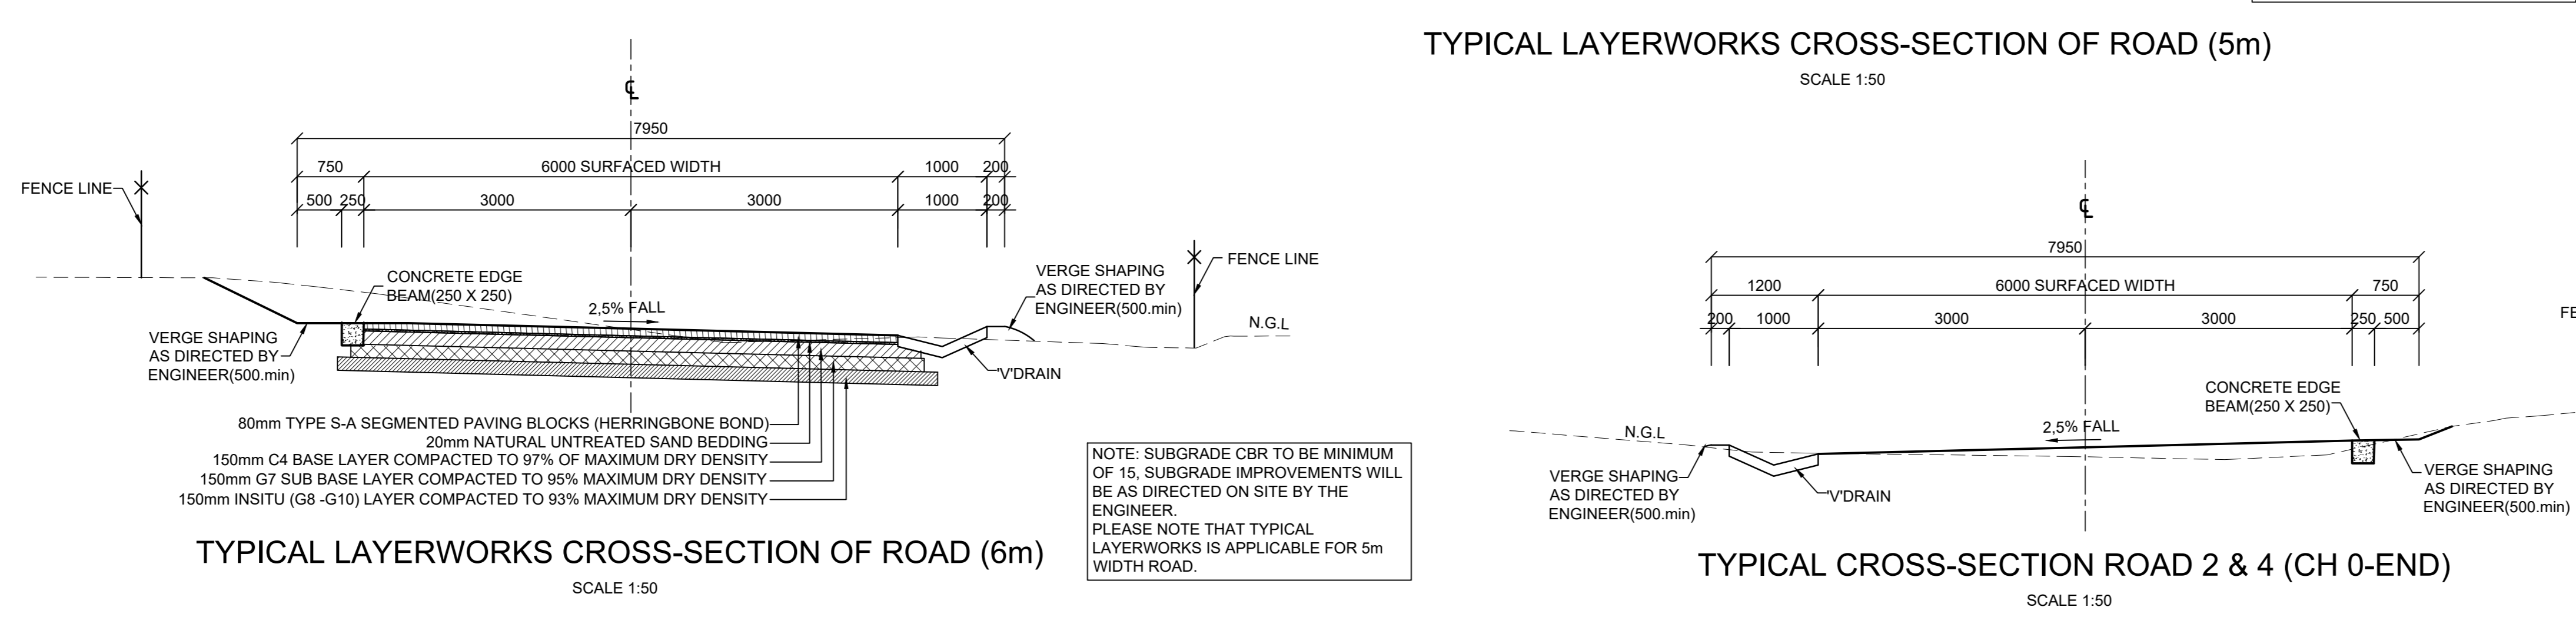 TYPICAL LAYERWORKS CROSS-SECTION OF ROAD (5m)
SCALE 1:50
℄
7950
750 6000 SURFACED WIDTH 1000 200
500 250 3000 3000 1000 200
FENCE LINE
CONCRETE EDGE
BEAM(250 X 250)
2,5% FALL
VERGE SHAPING
AS DIRECTED BY
ENGINEER(500.min)
FENCE LINE
N.G.L
VERGE SHAPING
AS DIRECTED BY
ENGINEER(500.min)
'V'DRAIN
80mm TYPE S-A SEGMENTED PAVING BLOCKS (HERRINGBONE BOND)
20mm NATURAL UNTREATED SAND BEDDING
150mm C4 BASE LAYER COMPACTED TO 97% OF MAXIMUM DRY DENSITY
150mm G7 SUB BASE LAYER COMPACTED TO 95% MAXIMUM DRY DENSITY
150mm INSITU (G8 -G10) LAYER COMPACTED TO 93% MAXIMUM DRY DENSITY
TYPICAL LAYERWORKS CROSS-SECTION OF ROAD (6m)
SCALE 1:50
NOTE: SUBGRADE CBR TO BE MINIMUM
OF 15, SUBGRADE IMPROVEMENTS WILL
BE AS DIRECTED ON SITE BY THE
ENGINEER.
PLEASE NOTE THAT TYPICAL
LAYERWORKS IS APPLICABLE FOR 5m
WIDTH ROAD.
℄
7950
1200 6000 SURFACED WIDTH 750
200 1000 3000 3000 250 500
CONCRETE EDGE
BEAM(250 X 250)
N.G.L
2,5% FALL
VERGE SHAPING
AS DIRECTED BY
ENGINEER(500.min)
'V'DRAIN
VERGE SHAPING
AS DIRECTED BY
ENGINEER(500.min)
TYPICAL CROSS-SECTION ROAD 2 & 4 (CH 0-END)
SCALE 1:50